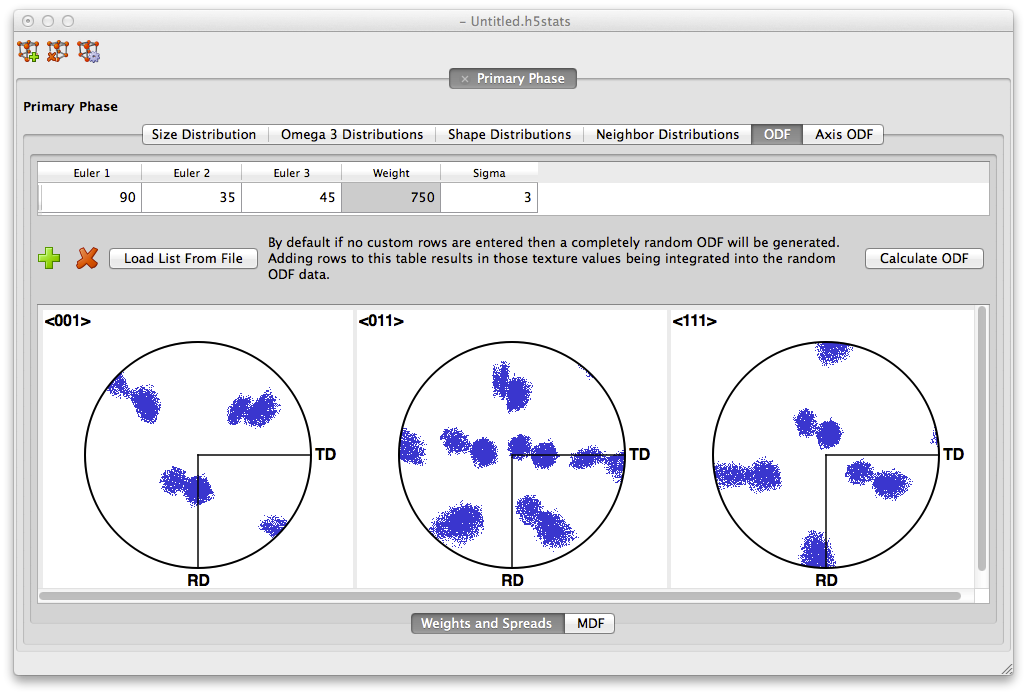 – Untitled.h5stats
× Primary Phase
Primary Phase
Size Distribution Omega 3 Distributions Shape Distributions Neighbor Distributions ODF Axis ODF
Euler 1 Euler 2 Euler 3 Weight Sigma
90 35 45 750 3
By default if no custom rows are entered then a completely random ODF will be generated.
Adding rows to this table results in those texture values being integrated into the random
ODF data.
Load List From File
Calculate ODF
<001> <011> <111>
TD TD TD
RD RD RD
Weights and Spreads MDF